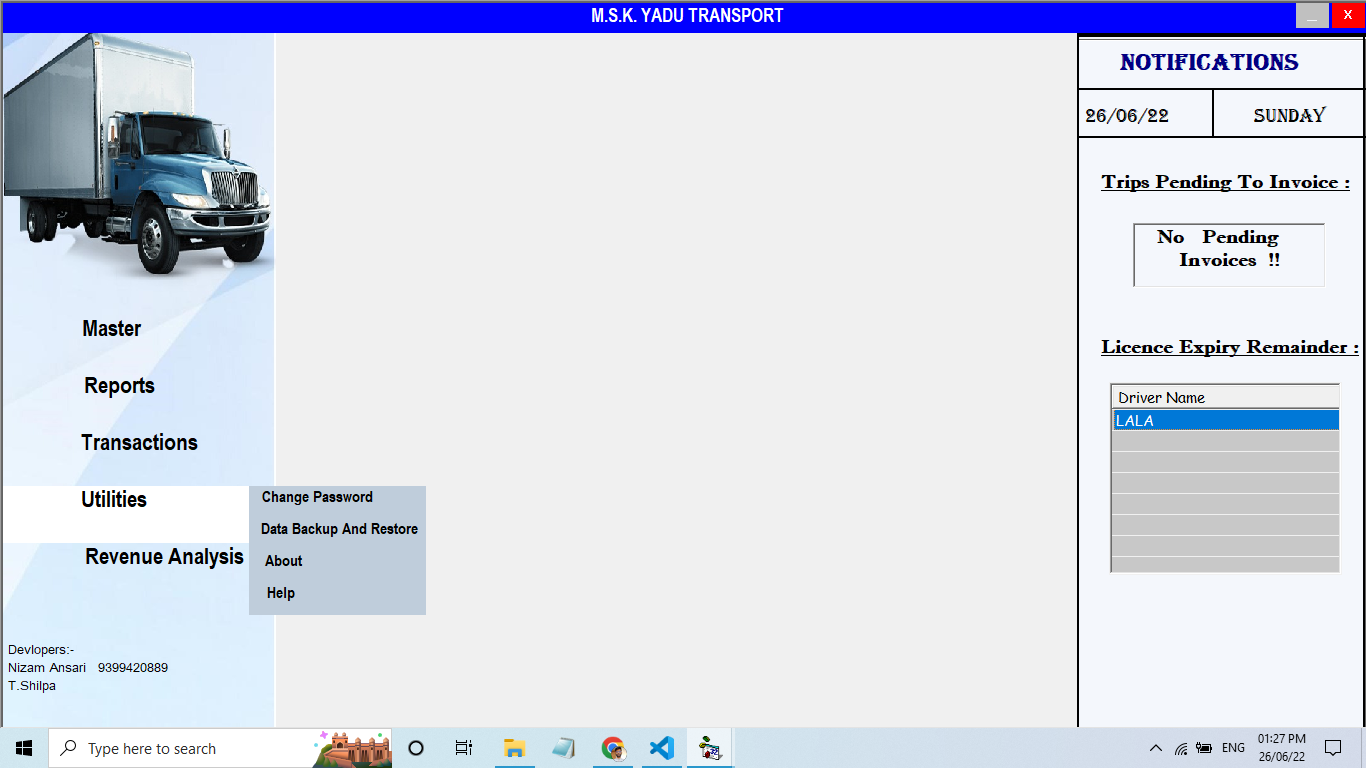 M.S.K. YADU TRANSPORT
_
X
Master
Reports
Transactions
Utilities
Revenue Analysis
Change Password
Data Backup And Restore
About
Help
Devlopers:-
Nizam Ansari 9399420889
T.Shilpa
NOTIFICATIONS
26/06/22 SUNDAY
Trips Pending To Invoice :
No Pending
Invoices !!
Licence Expiry Remainder :
Driver Name
LALA
Type here to search
ENG
01:27 PM
26/06/22